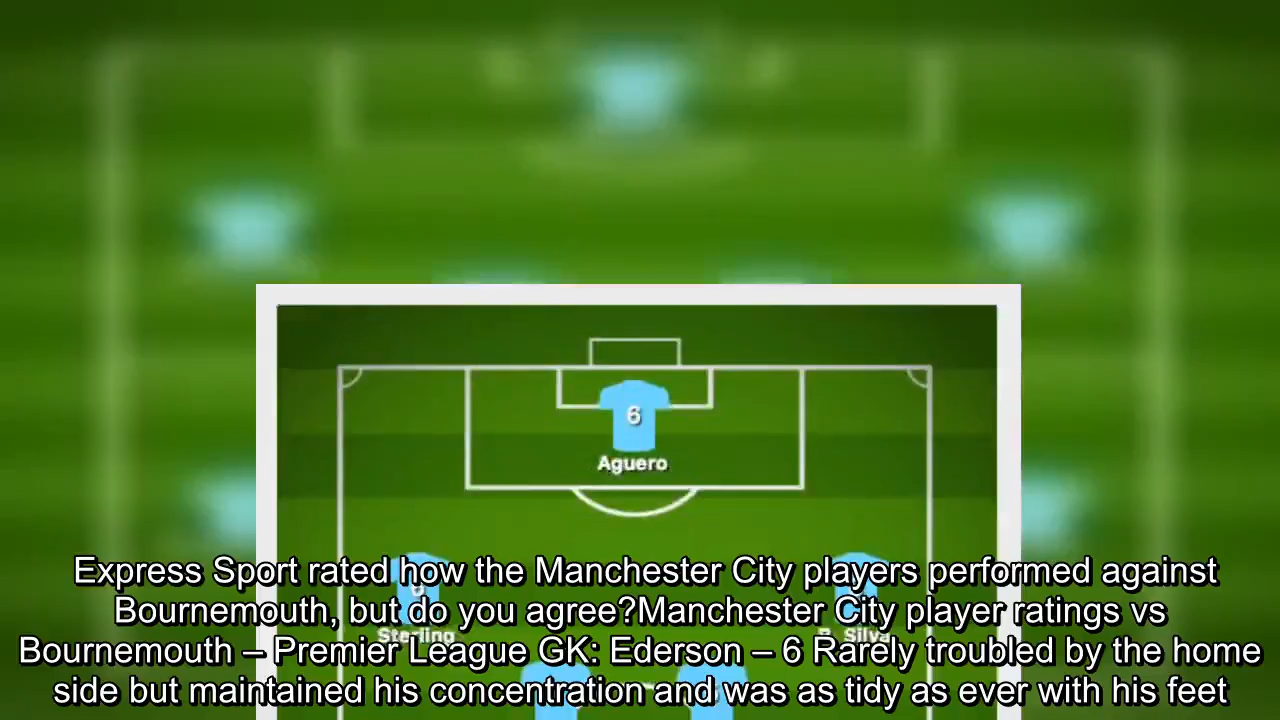 6
Aguero
Sterling
Silva
Express Sport rated how the Manchester City players performed against
Bournemouth, but do you agree?Manchester City player ratings vs
Bournemouth – Premier League GK: Ederson – 6 Rarely troubled by the home
side but maintained his concentration and was as tidy as ever with his feet